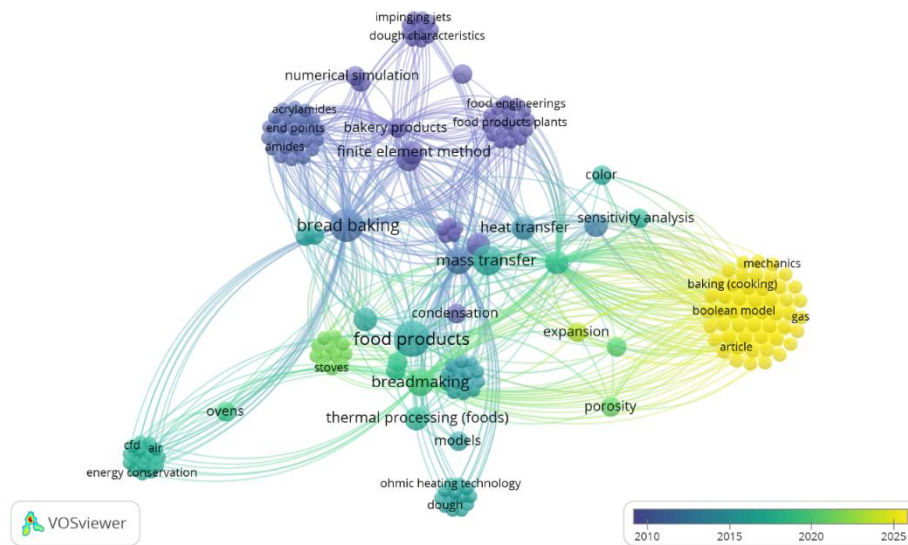 impinging jets
dough characteristics
numerical simulation
acrylamides
food engineerings
end points
bakery products
food products plants
amides
finite element method
color
bread baking
heat transfer
sensitivity analysis
mass transfer
mechanics
baking (cooking)
condensation
boolean model
gas
food products
expansion
article
stoves
breadmaking
ovens
thermal processing (foods)
porosity
cfd
air
models
energy conservation
ohmic heating technology
dough
VOSviewer
2010
2015
2020
2025